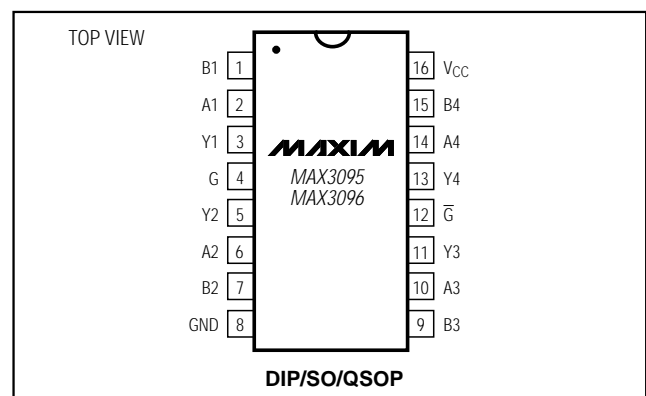 TOP VIEW
B1 1 16 VCC
A1 2 15 B4
Y1 3 14 A4
MAXIM
G 4 13 Y4
MAX3095
MAX3096
Y2 5 12 G̅
A2 6 11 Y3
B2 7 10 A3
GND 8 9 B3
DIP/SO/QSOP